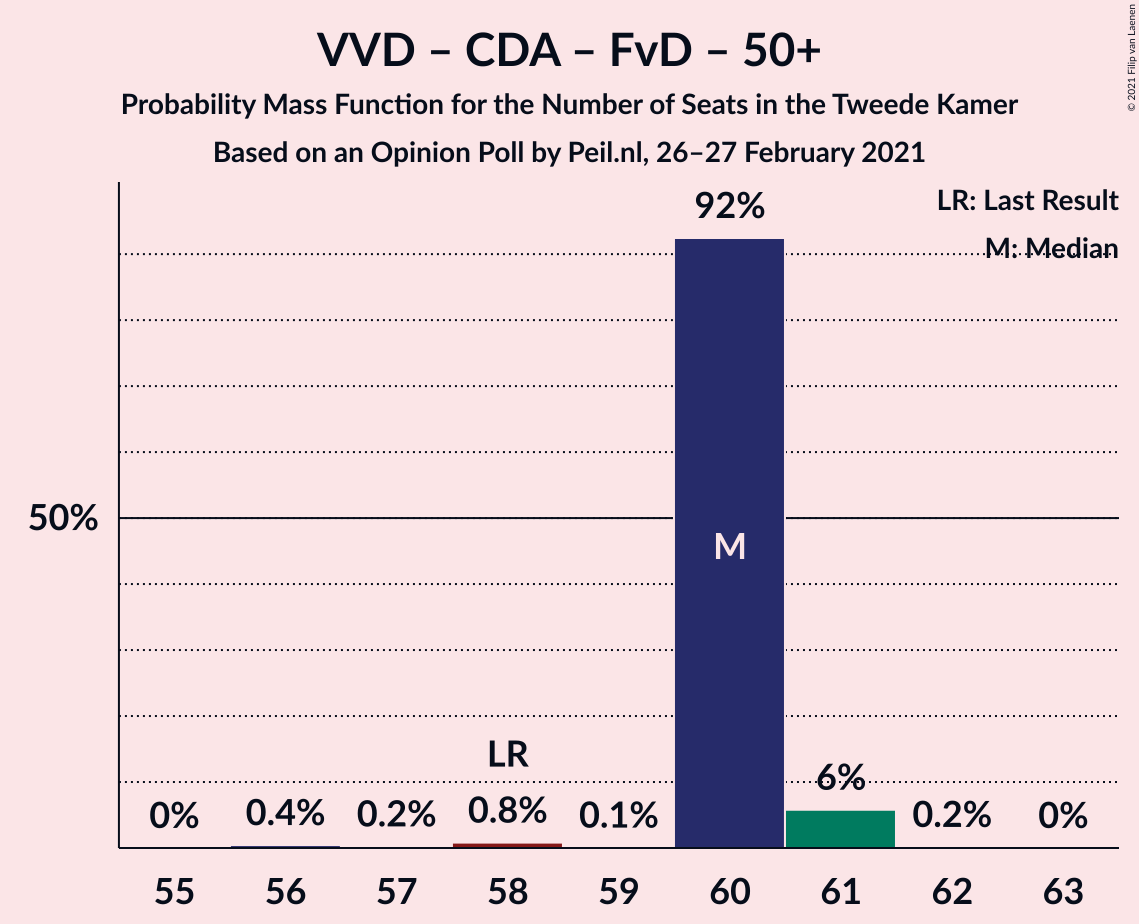 VVD – CDA – FvD – 50+
Probability Mass Function for the Number of Seats in the Tweede Kamer
Based on an Opinion Poll by Peil.nl, 26–27 February 2021
© 2021 Filip van Laenen
LR: Last Result
M: Median
92%
50%
M
LR
6%
0% 0.4% 0.2% 0.8% 0.1% 0.2% 0%
55 56 57 58 59 60 61 62 63